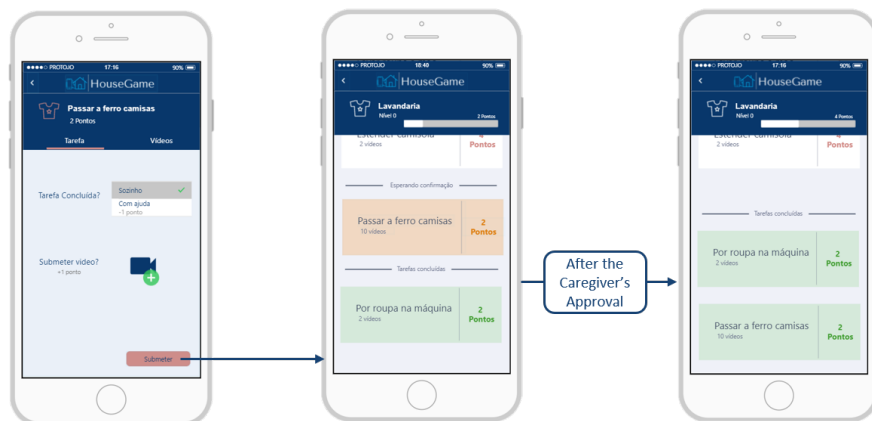 ●●●●○ PROTOJO 17:16 90%
HouseGame
Passar a ferro camisas
2 Pontos
Tarefa Vídeos
Tarefa Concluída?
Sozinho
Com ajuda
-1 ponto
Submeter video?
+1 ponto
Submeter
●●●●○ PROTOJO 18:40 90%
HouseGame
Lavandaria
Nível 0 2 Pontos
Estender camisola 4
2 vídeos Pontos
Esperando confirmação
Passar a ferro camisas 2
10 vídeos Pontos
Tarefas concluídas
Por roupa na máquina 2
2 vídeos Pontos
After the
Caregiver's
Approval
●●●●○ PROTOJO 17:16 90%
HouseGame
Lavandaria
Nível 0 4 Pontos
2 vídeos Pontos
Tarefas concluídas
Por roupa na máquina 2
2 vídeos Pontos
Passar a ferro camisas 2
10 vídeos Pontos